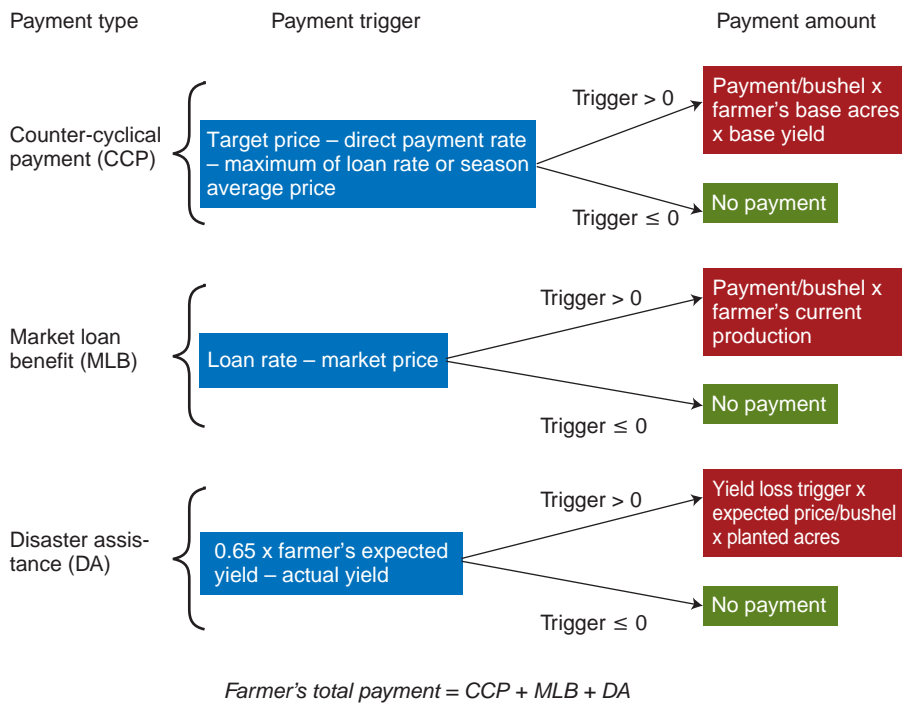 Payment type
Payment trigger
Payment amount
Counter-cyclical
payment (CCP)
Target price – direct payment rate
– maximum of loan rate or season
average price
Trigger > 0
Payment/bushel x
farmer's base acres
x base yield
Trigger ≤ 0
No payment
Market loan
benefit (MLB)
Loan rate – market price
Trigger > 0
Payment/bushel x
farmer's current
production
Trigger ≤ 0
No payment
Disaster assis-
tance (DA)
0.65 x farmer's expected
yield – actual yield
Trigger > 0
Yield loss trigger x
expected price/bushel
x planted acres
Trigger ≤ 0
No payment
Farmer's total payment = CCP + MLB + DA